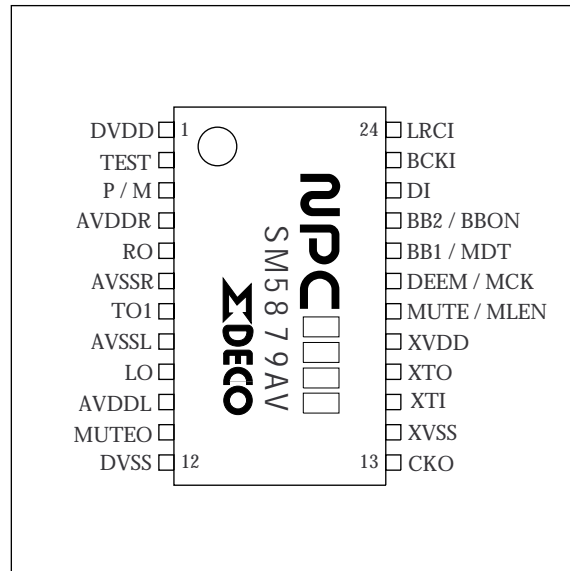 DVDD 1 24 LRCI
TEST BCKI
P / M DI
AVDDR BB2 / BBON
RO BB1 / MDT
AVSSR DEEM / MCK
TO1 MUTE / MLEN
AVSSL XVDD
LO XTO
AVDDL XTI
MUTEO XVSS
DVSS 12 13 CKO
NPC
SM5879AV
ΣDECO